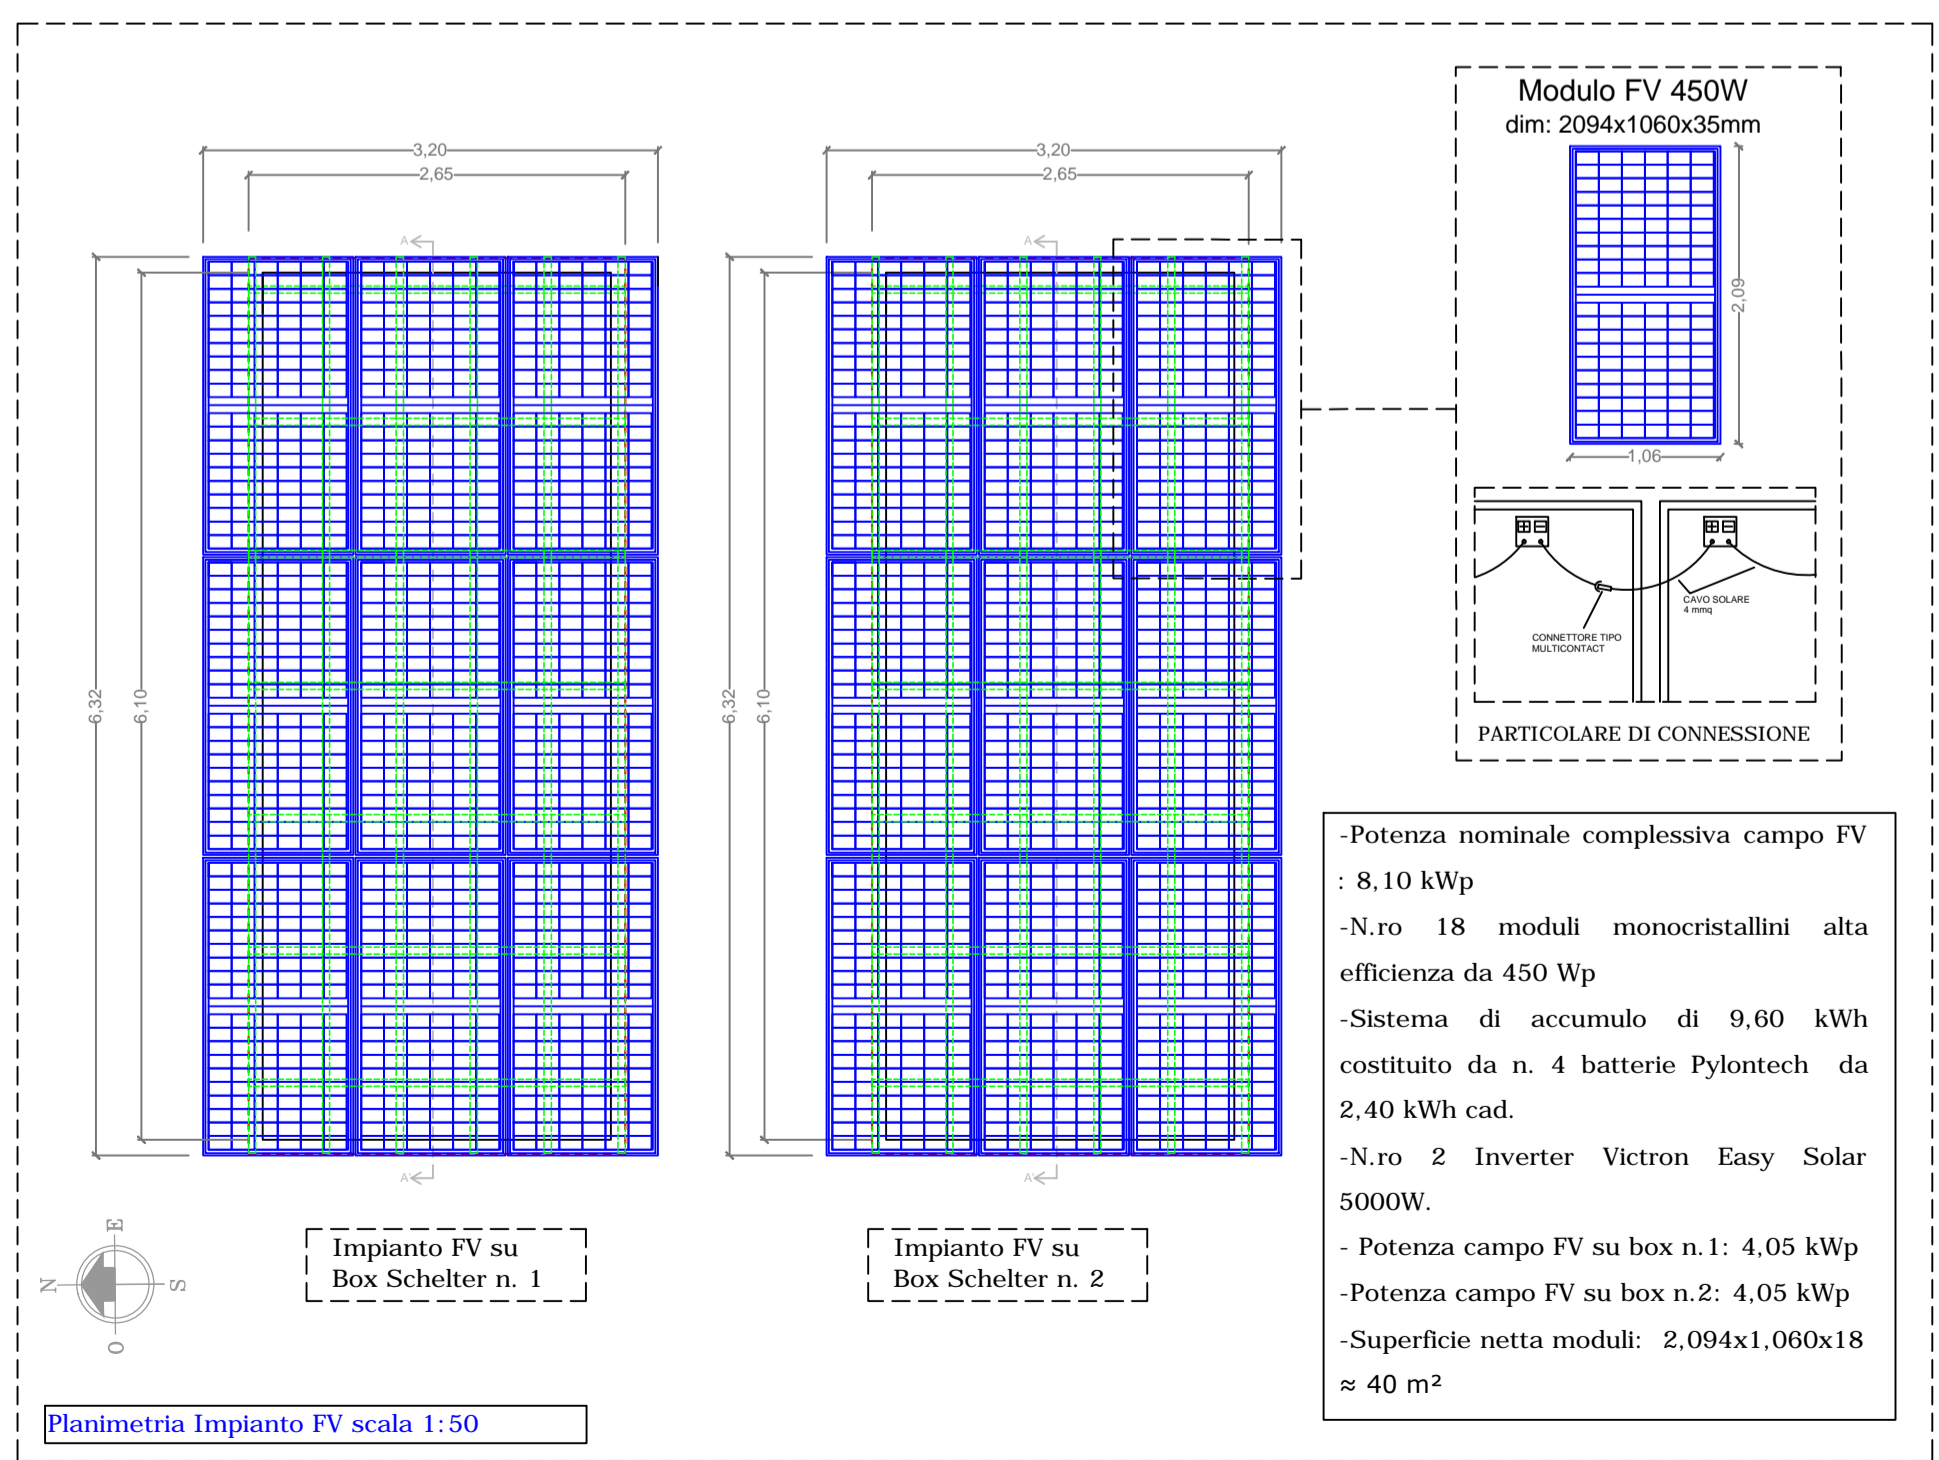 Modulo FV 450W
dim: 2094x1060x35mm
2,09
1,06
CAVO SOLARE
4 mmq
CONNETTORE TIPO
MULTICONTACT
PARTICOLARE DI CONNESSIONE
3,20
2,65
A
6,32
6,10
A'
3,20
2,65
A
6,32
6,10
A'
E
N
S
O
Impianto FV su
Box Schelter n. 1
Impianto FV su
Box Schelter n. 2
-Potenza nominale complessiva campo FV
: 8,10 kWp
-N.ro 18 moduli monocristallini alta
efficienza da 450 Wp
-Sistema di accumulo di 9,60 kWh
costituito da n. 4 batterie Pylontech da
2,40 kWh cad.
-N.ro 2 Inverter Victron Easy Solar
5000W.
- Potenza campo FV su box n.1: 4,05 kWp
-Potenza campo FV su box n.2: 4,05 kWp
-Superficie netta moduli: 2,094x1,060x18
≈ 40 m²
Planimetria Impianto FV scala 1:50